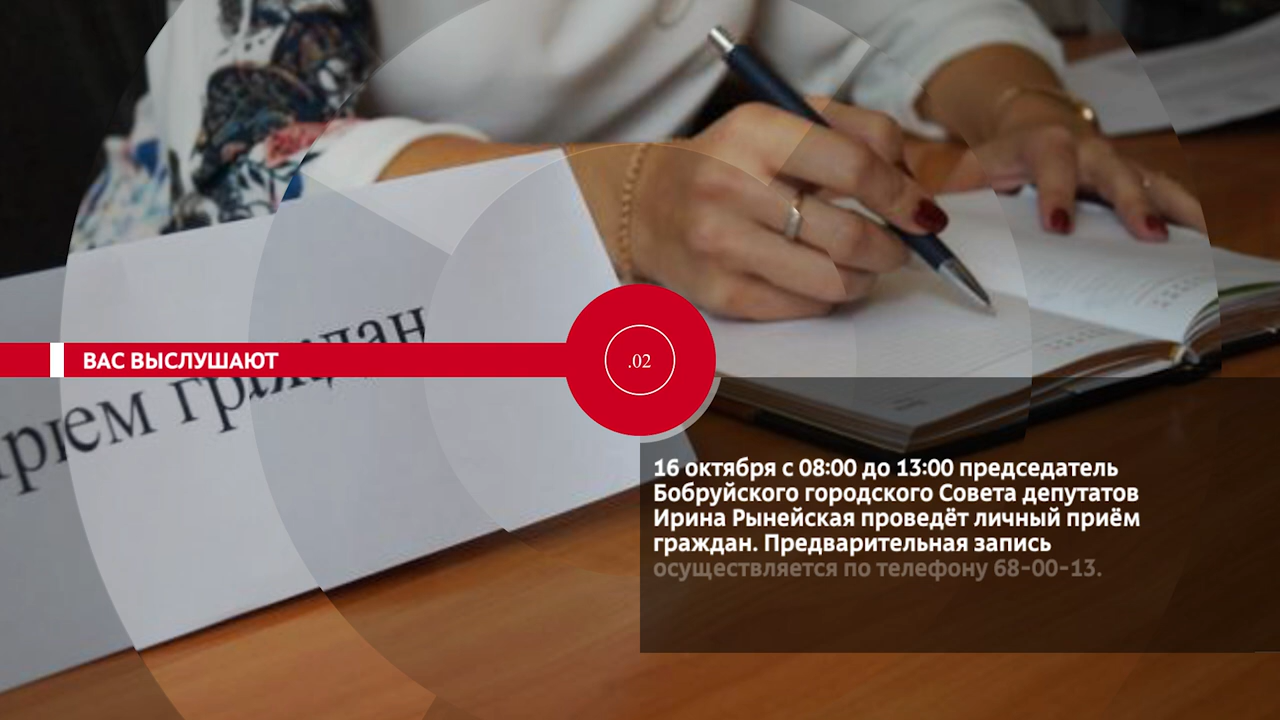 Прием граждан
ВАС ВЫСЛУШАЮТ
.02
16 октября с 08:00 до 13:00 председатель
Бобруйского городского Совета депутатов
Ирина Рынейская проведёт личный приём
граждан. Предварительная запись
осуществляется по телефону 68-00-13.